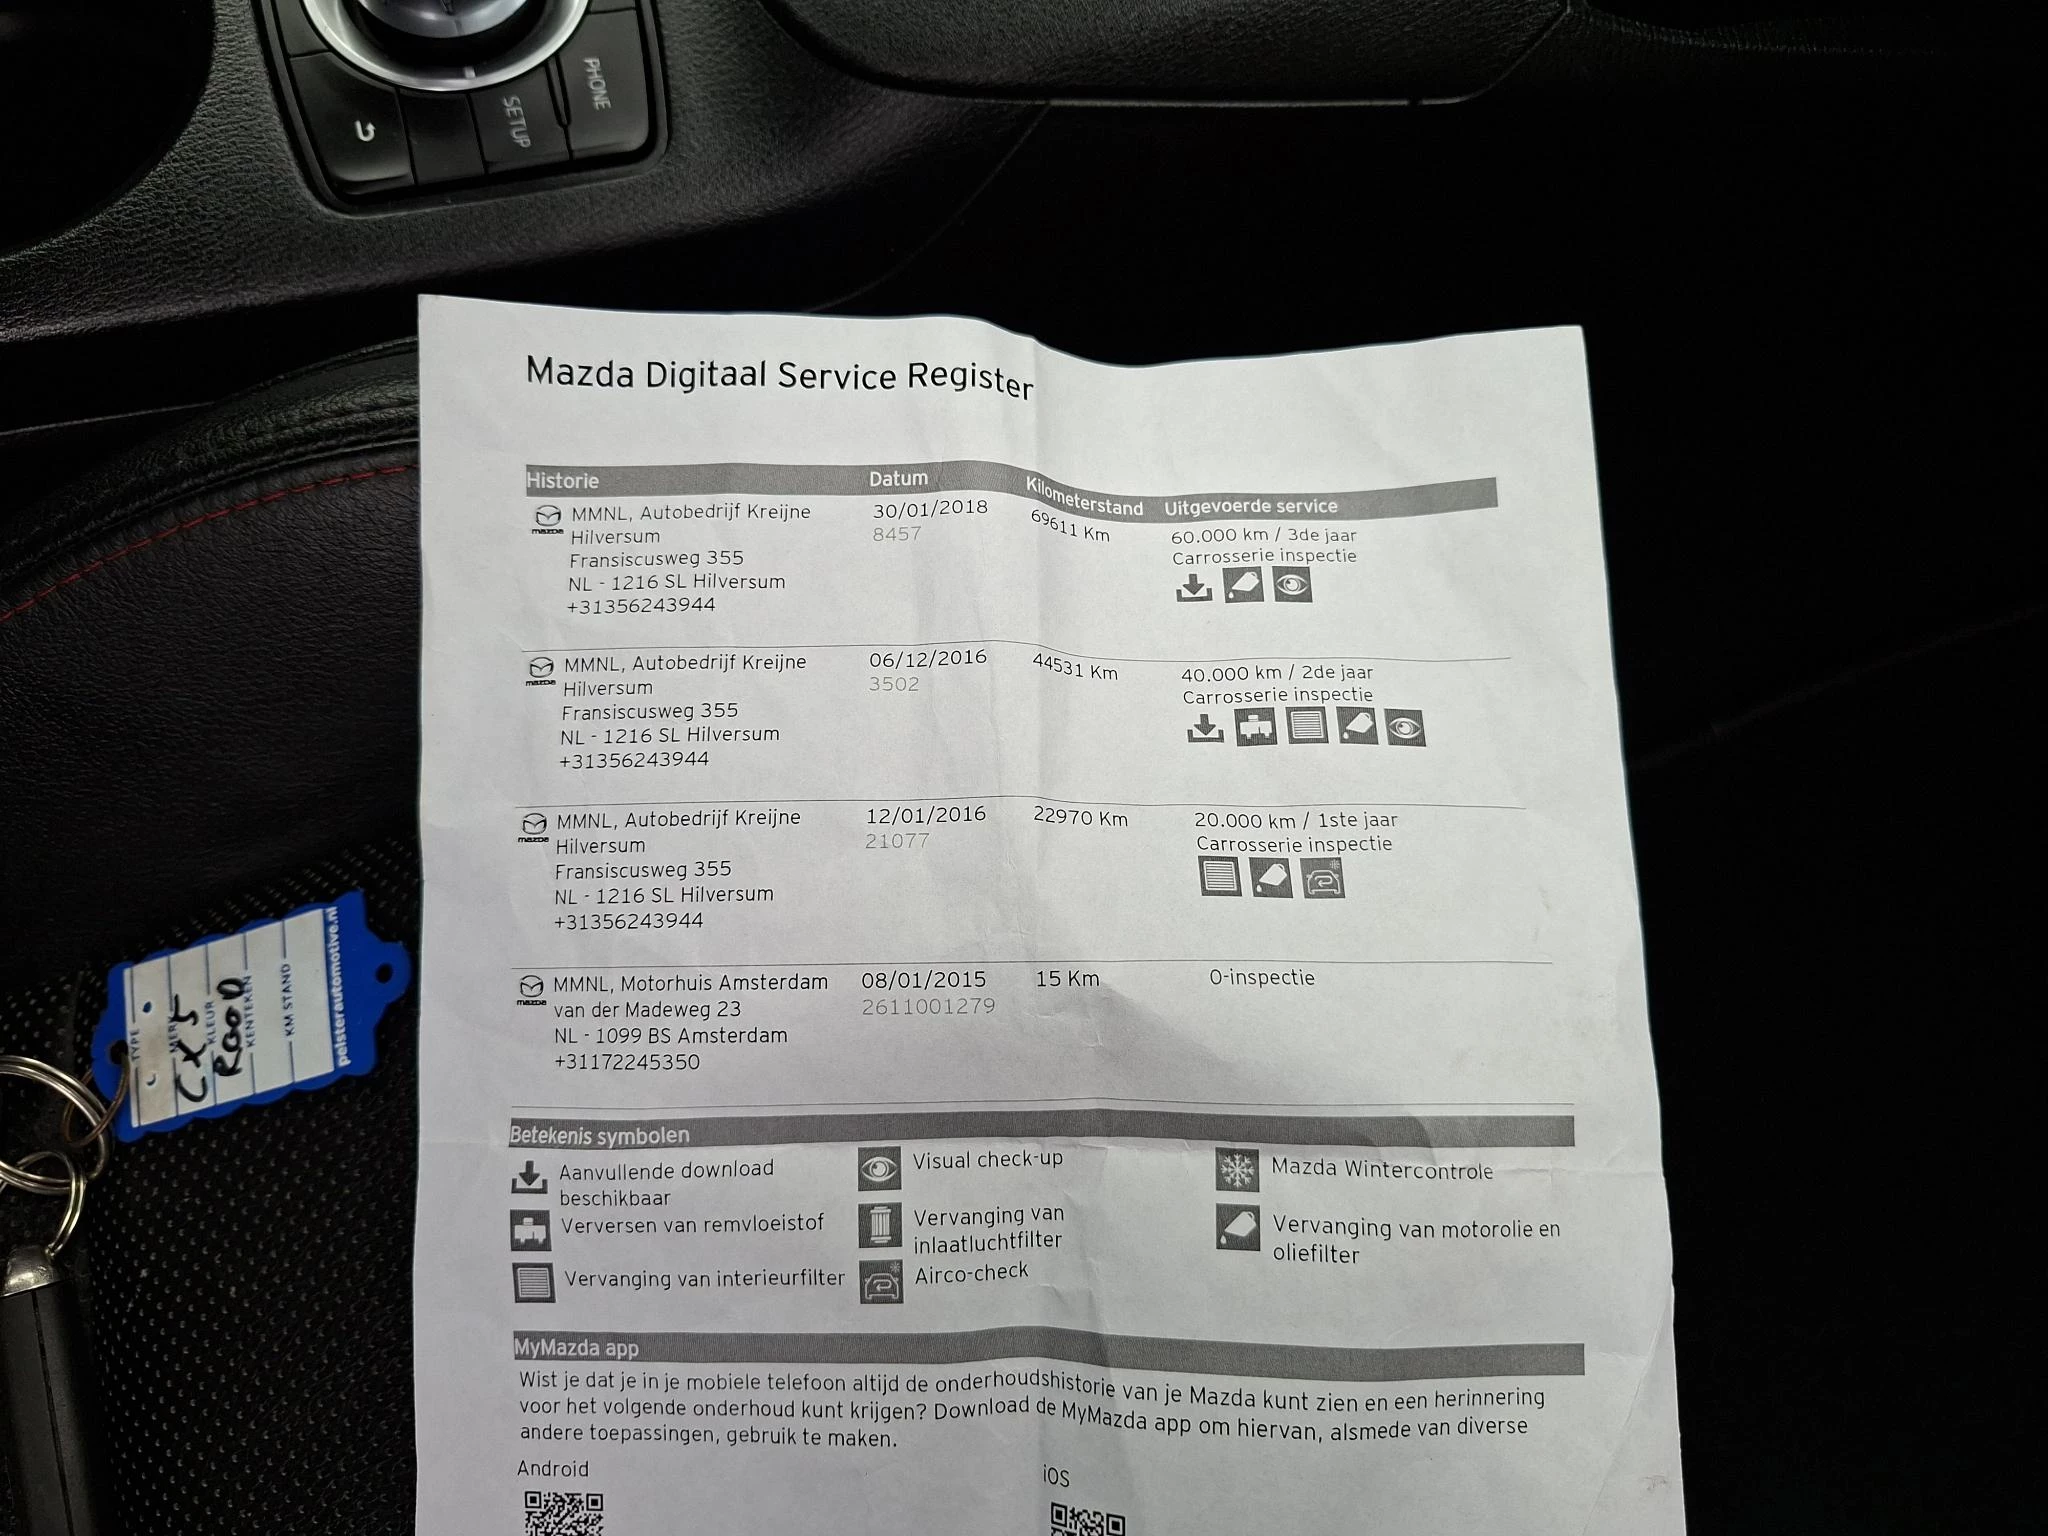 PHONE
SETUP
Mazda Digitaal Service Register
Historie Datum Kilometerstand Uitgevoerde service
MMNL, Autobedrijf Kreijne 30/01/2018 69611 Km 60.000 km / 3de jaar
Hilversum 8457 Carrosserie inspectie
Fransiscusweg 355
NL - 1216 SL Hilversum
+31356243944
mazda
MMNL, Autobedrijf Kreijne 06/12/2016 44531 Km 40.000 km / 2de jaar
Hilversum 3502 Carrosserie inspectie
Fransiscusweg 355
NL - 1216 SL Hilversum
+31356243944
mazda
MMNL, Autobedrijf Kreijne 12/01/2016 22970 Km 20.000 km / 1ste jaar
Hilversum 21077 Carrosserie inspectie
Fransiscusweg 355
NL - 1216 SL Hilversum
+31356243944
mazda
MMNL, Motorhuis Amsterdam 08/01/2015 15 Km 0-inspectie
van der Madeweg 23 2611001279
NL - 1099 BS Amsterdam
+31172245350
mazda
Betekenis symbolen
Aanvullende download
beschikbaar
Verversen van remvloeistof
Vervanging van interieurfilter
Visual check-up
Vervanging van
inlaatluchtfilter
Airco-check
Mazda Wintercontrole
Vervanging van motorolie en
oliefilter
MyMazda app
Wist je dat je in je mobiele telefoon altijd de onderhoudshistorie van je Mazda kunt zien en een herinnering
voor het volgende onderhoud kunt krijgen? Download de MyMazda app om hiervan, alsmede van diverse
andere toepassingen, gebruik te maken.
Android iOS
TYPE
MERK
CX5
KLEUR
ROOD
KENTEKEN
KM STAND
pelsterautomotive.nl